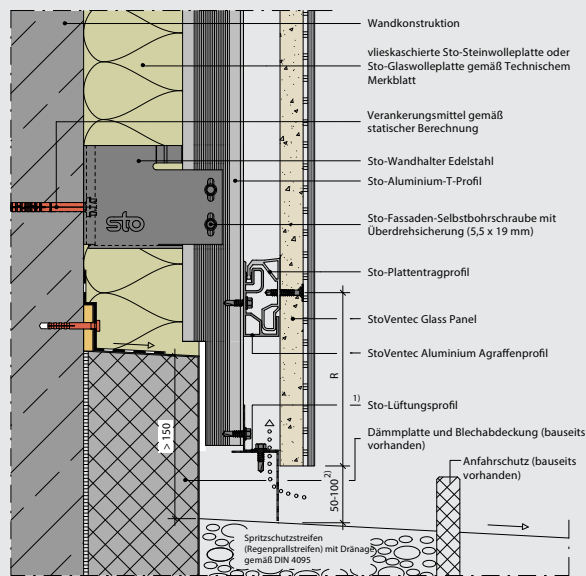 Wandkonstruktion
vlieskaschierte Sto-Steinwolleplatte oder
Sto-Glaswolleplatte gemäß Technischem
Merkblatt
Verankerungsmittel gemäß
statischer Berechnung
Sto-Wandhalter Edelstahl
Sto-Aluminium-T-Profil
sto
Sto-Fassaden-Selbstbohrschraube mit
Überdrehsicherung (5,5 x 19 mm)
Sto-Plattentragprofil
StoVentec Glass Panel
StoVentec Aluminium Agraffenprofil
R
1)
Sto-Lüftungsprofil
>150
Dämmplatte und Blechabdeckung (bauseits
vorhanden)
Anfahrschutz (bauseits
vorhanden)
50-100 2)
Spritzschutzstreifen
(Regenprallstreifen) mit Dränage
gemäß DIN 4095